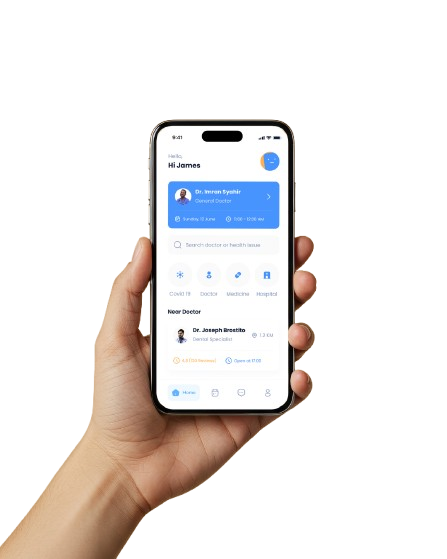 9:41
Hello,
Hi James
Dr. Imran Syahir
General Doctor
Sunday, 12 June
11:00 - 12:00 AM
Search doctor or health issue
Covid 19
Doctor
Medicine
Hospital
Near Doctor
Dr. Joseph Brostito
1.2 KM
Dental Specialist
4,8 (120 Reviews)
Open at 17.00
Home